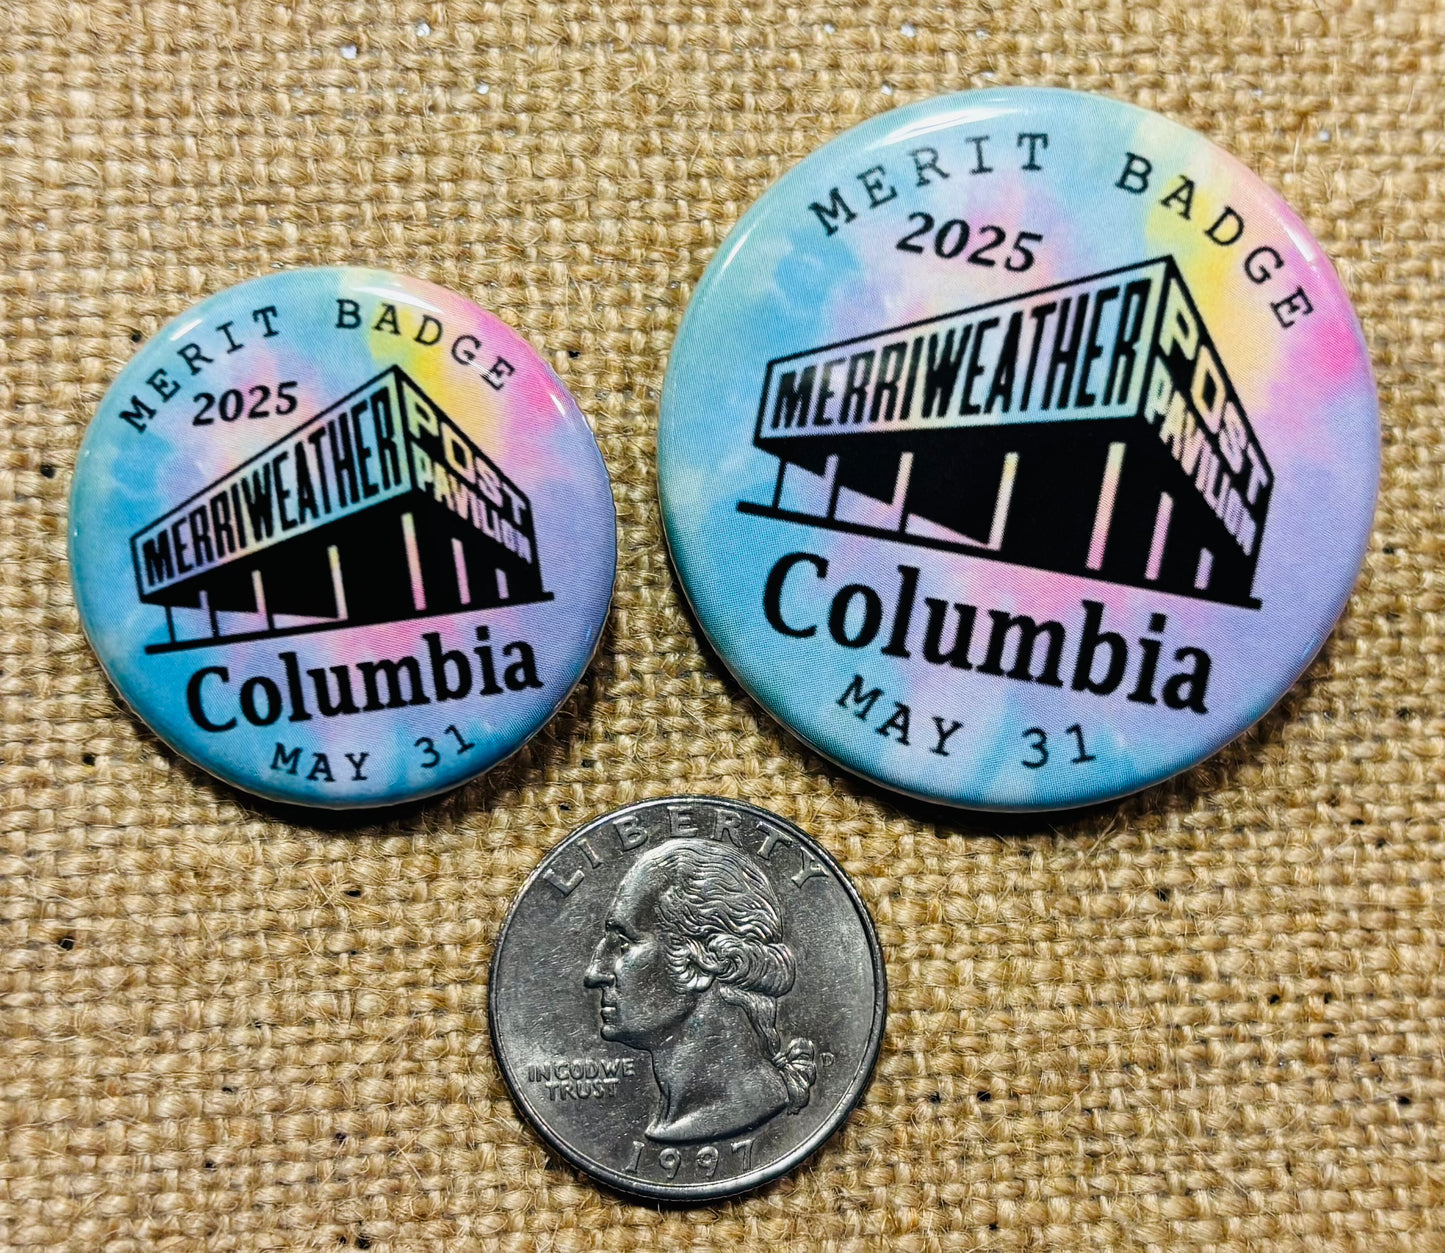 MERIT BADGE
2025
MERRIWEATHER
POST
PAVILION
Columbia
MAY 31
MERIT BADGE
2025
MERRIWEATHER
POST
PAVILION
Columbia
MAY 31
LIBERTY
IN GOD WE
TRUST
D
1997